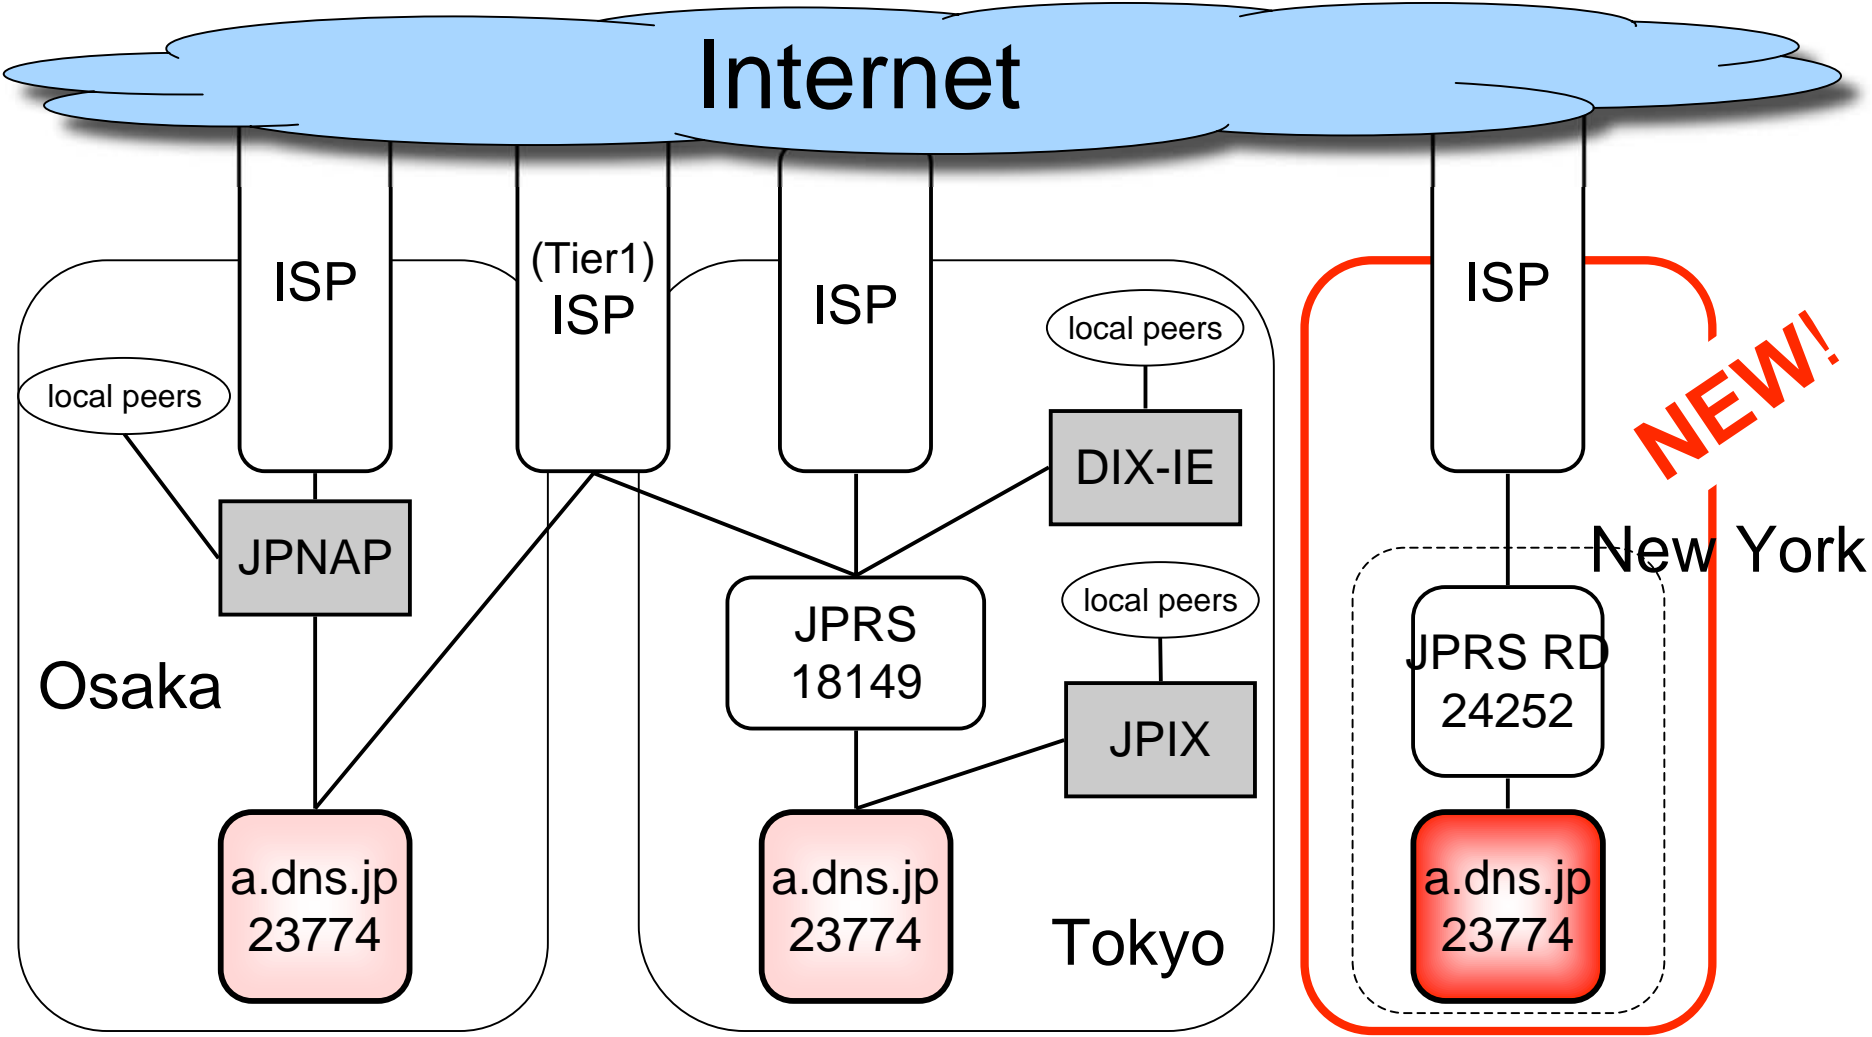 Internet
ISP
(Tier1)
ISP
ISP
ISP
local peers
local peers
NEW!
DIX-IE
JPNAP
New York
local peers
JPRS
18149
JPRS RD
24252
Osaka
JPIX
a.dns.jp
23774
a.dns.jp
23774
Tokyo
a.dns.jp
23774